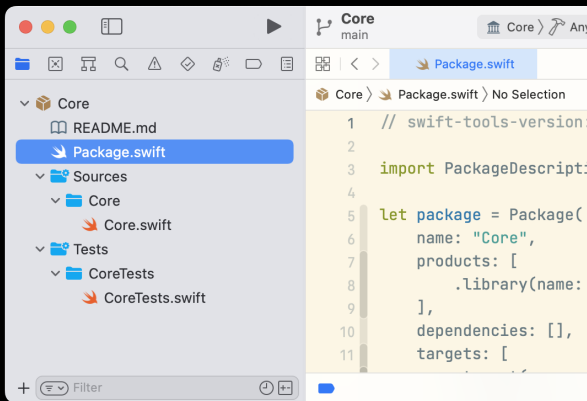 Core
main
Core
Package.swift
Core
Package.swift
No Selection
Core
README.md
Package.swift
Sources
Core
Core.swift
Tests
CoreTests
CoreTests.swift
Filter
1 // swift-tools-version:
2
3 import PackageDescripti
4
5 let package = Package(
6 name: "Core",
7 products: [
8 .library(name:
9 ],
10 dependencies: [],
11 targets: [